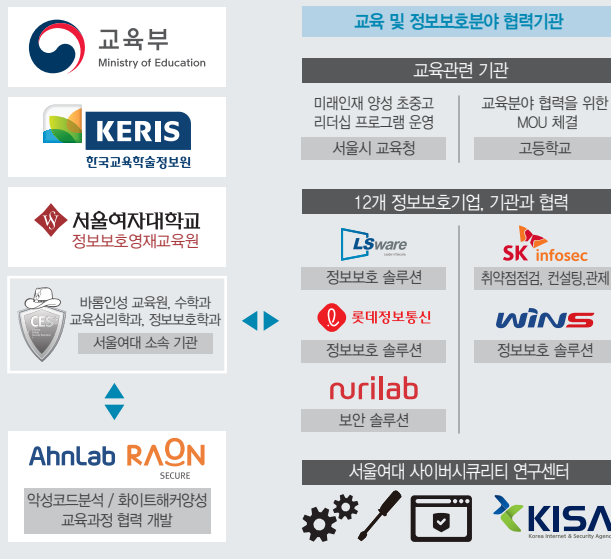 교육부
Ministry of Education
KERIS
한국교육학술정보원
서울여자대학교
정보보호영재교육원
CES
바롬인성 교육원, 수학과
교육심리학과, 정보보호학과
서울여대 소속 기관
AhnLab RAON
SECURE
악성코드분석 / 화이트해커양성
교육과정 협력 개발
교육 및 정보보호분야 협력기관
교육관련 기관
미래인재 양성 초중고
리더십 프로그램 운영
서울시 교육청
교육분야 협력을 위한
MOU 체결
고등학교
12개 정보보호기업, 기관과 협력
LSware
정보보호 솔루션
SK infosec
취약점점검, 컨설팅,관제
롯데정보통신
정보보호 솔루션
WINS
정보보호 솔루션
nurilab
보안 솔루션
서울여대 사이버시큐리티 연구센터
KISA
Korea Internet & Security Agency